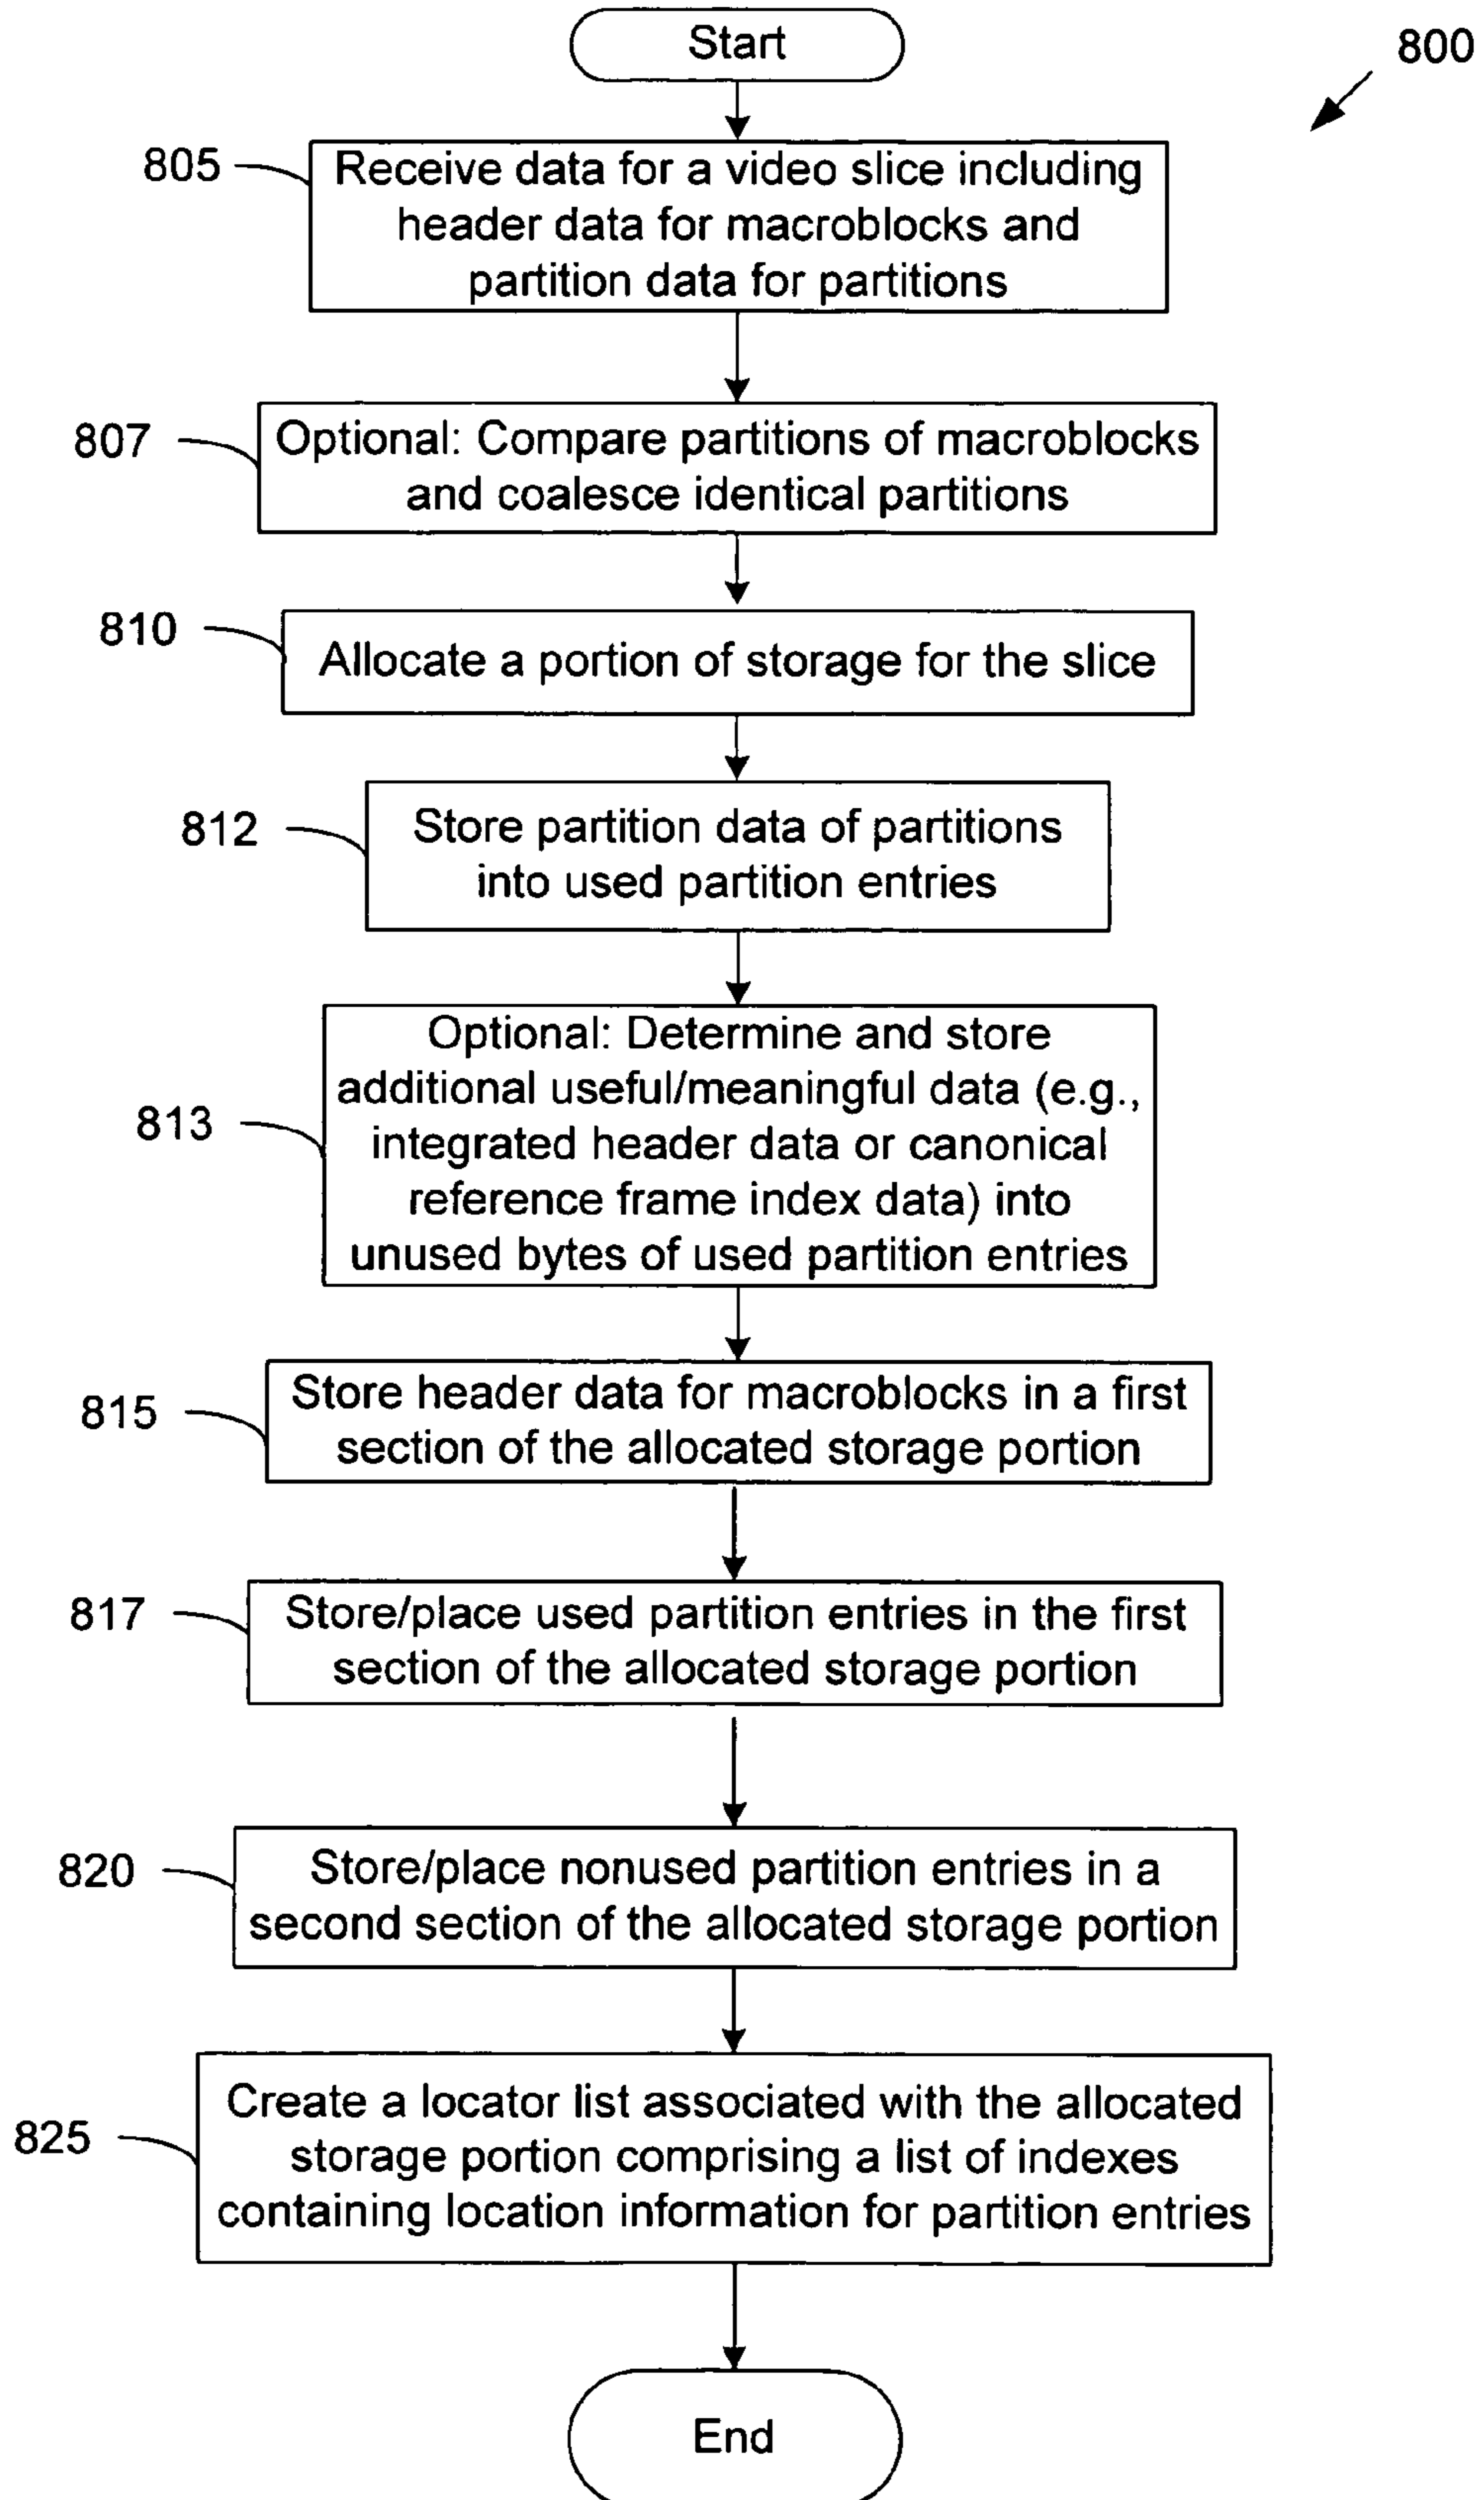 Start
800
805
Receive data for a video slice including
header data for macroblocks and
partition data for partitions
807
Optional: Compare partitions of macroblocks
and coalesce identical partitions
810
Allocate a portion of storage for the slice
812
Store partition data of partitions
into used partition entries
813
Optional: Determine and store
additional useful/meaningful data (e.g.,
integrated header data or canonical
reference frame index data) into
unused bytes of used partition entries
815
Store header data for macroblocks in a first
section of the allocated storage portion
817
Store/place used partition entries in the first
section of the allocated storage portion
820
Store/place nonused partition entries in a
second section of the allocated storage portion
825
Create a locator list associated with the allocated
storage portion comprising a list of indexes
containing location information for partition entries
End